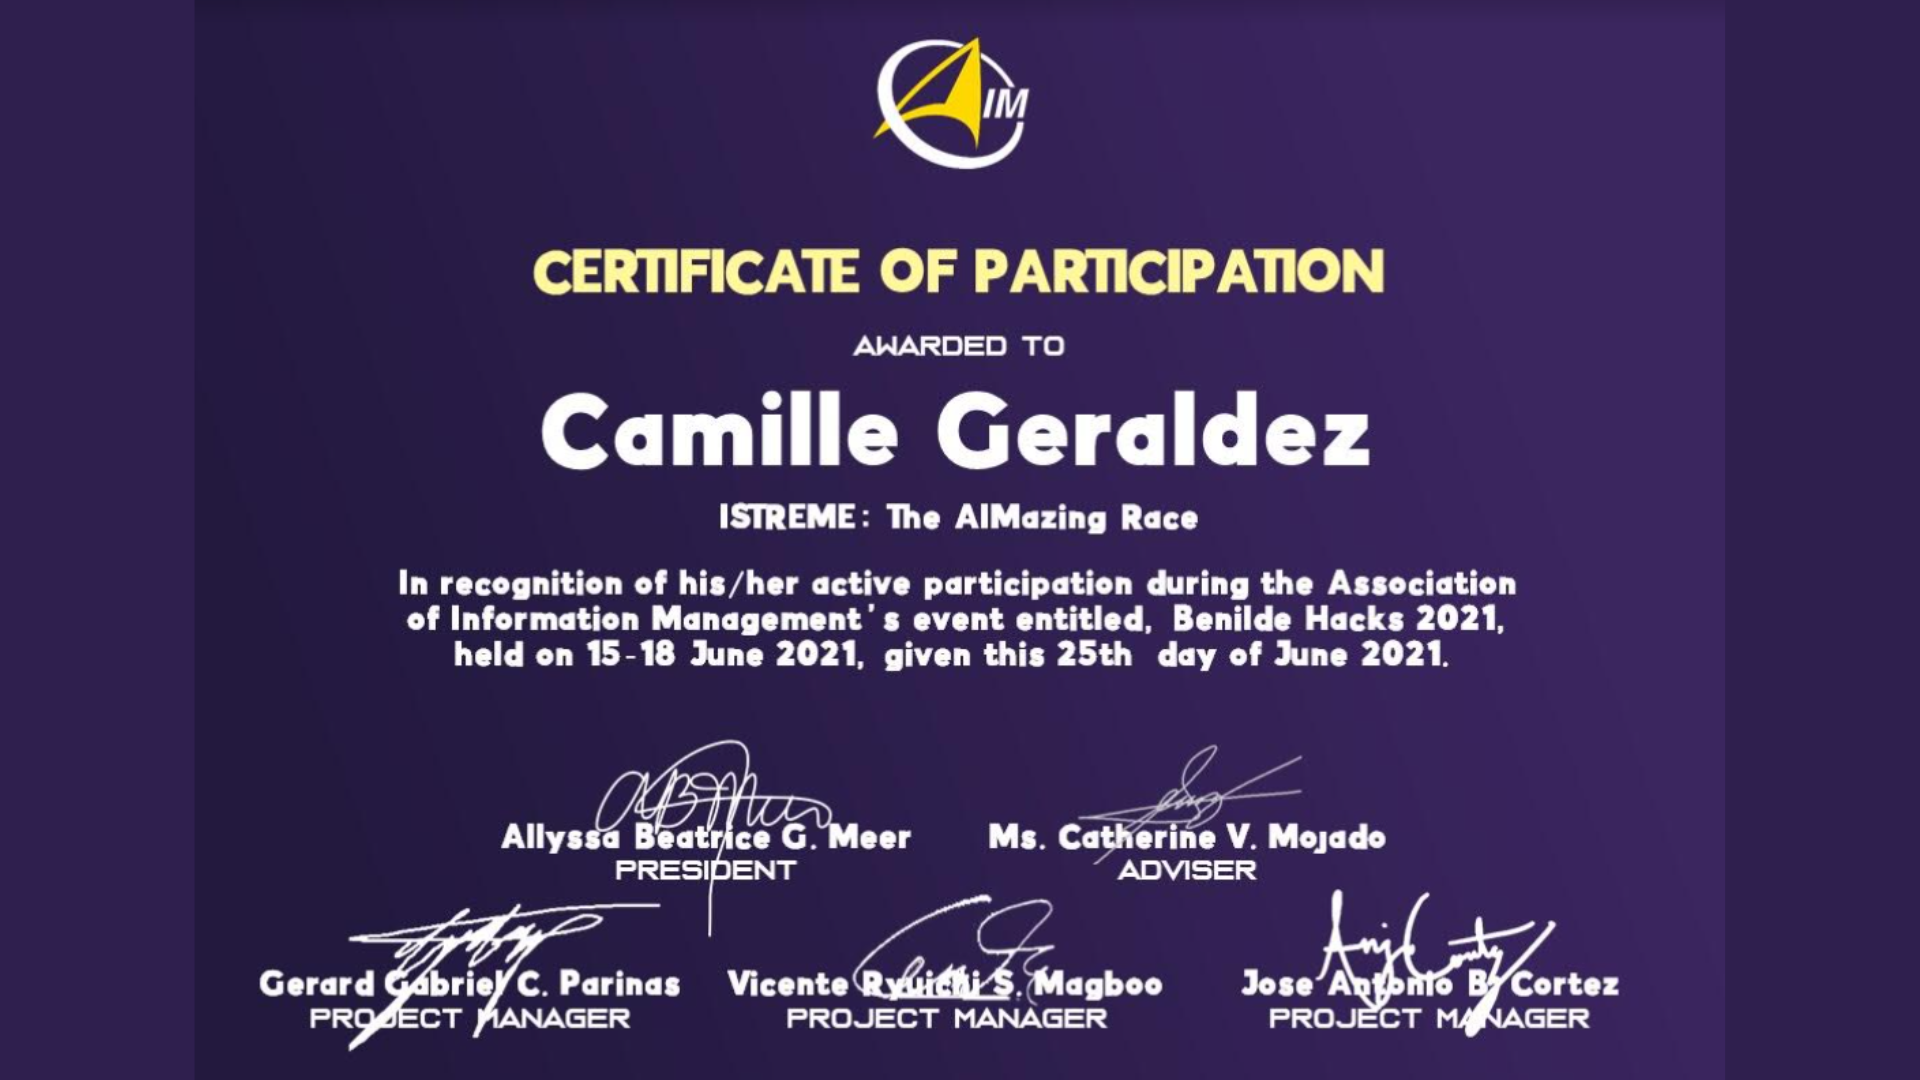 AIM
CERTIFICATE OF PARTICIPATION
AWARDED TO
Camille Geraldez
ISTREME: The AIMazing Race
In recognition of his/her active participation during the Association
of Information Management's event entitled, Benilde Hacks 2021,
held on 15-18 June 2021, given this 25th day of June 2021.
Allyssa Beatrice G. Meer
PRESIDENT
Ms. Catherine V. Mojado
ADVISER
Gerard Gabriel C. Parinas
PROJECT MANAGER
Vicente Ryuichi S. Magboo
PROJECT MANAGER
Jose Antonio B. Cortez
PROJECT MANAGER